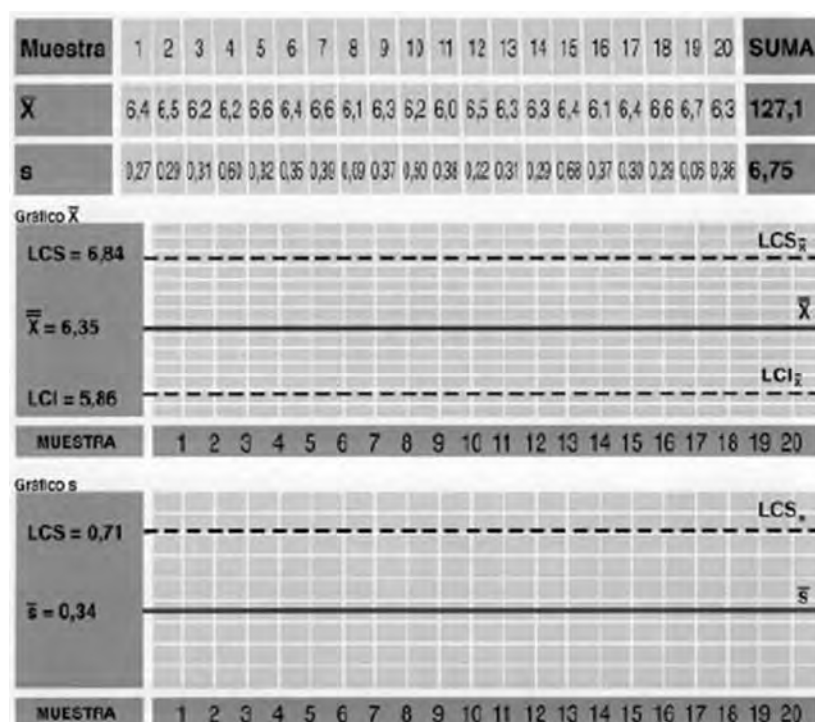 Muestra 1 2 3 4 5 6 7 8 9 10 11 12 13 14 15 16 17 18 19 20 SUMA
X̄ 6,4 6,5 6,2 6,2 6,6 6,4 6,6 6,1 6,3 6,2 6,0 6,5 6,3 6,3 6,4 6,1 6,4 6,6 6,7 6,3 127,1
s 0,27 0,29 0,31 0,60 0,32 0,35 0,39 0,09 0,37 0,38 0,22 0,31 0,29 0,68 0,37 0,30 0,29 0,36 6,75
Gráfico X̄
LCS = 6,84 LCS X̄
X̿ = 6,35 X̿
LCI = 5,86 LCI X̄
MUESTRA 1 2 3 4 5 6 7 8 9 10 11 12 13 14 15 16 17 18 19 20
Gráfico s
LCS = 0,71 LCS s
s̄ = 0,34 s̄
MUESTRA 1 2 3 4 5 6 7 8 9 10 11 12 13 14 15 16 17 18 19 20